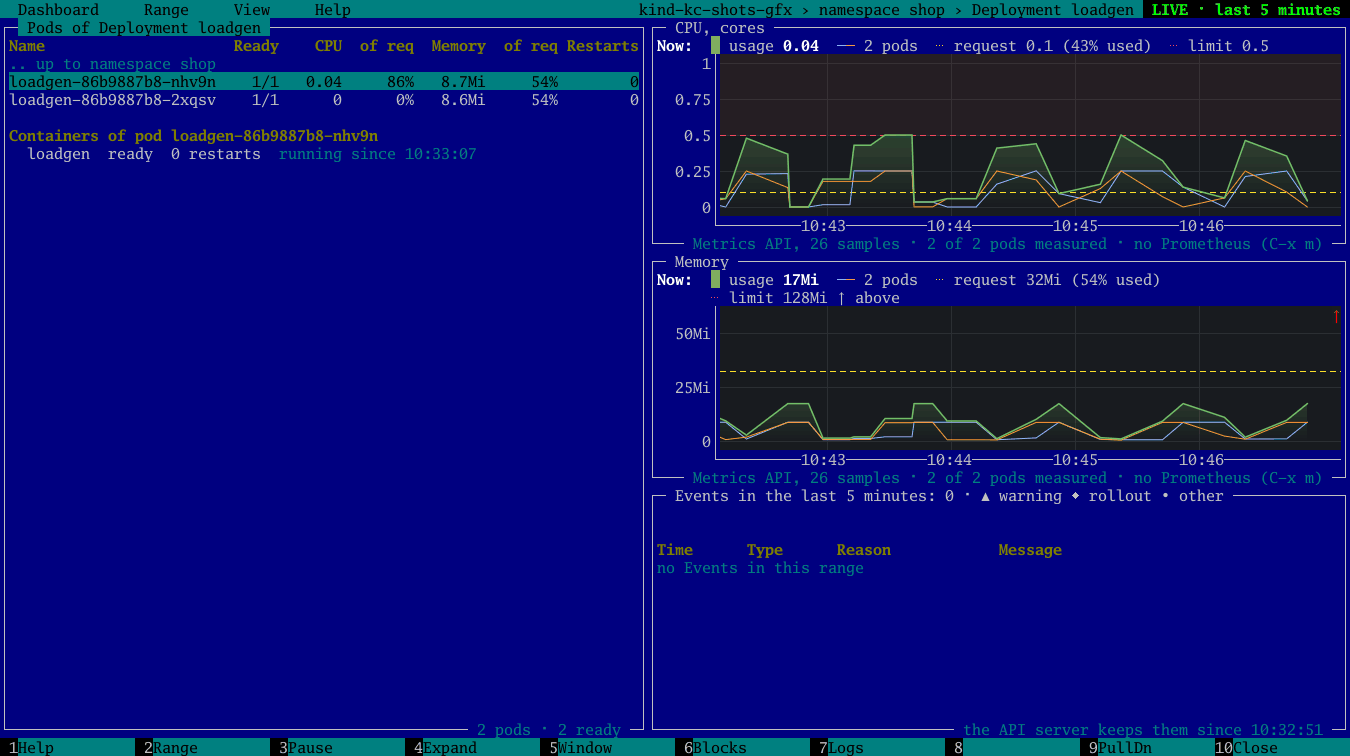 Dashboard Range View Help kind-kc-shots-gfx › namespace shop › Deployment loadgen LIVE · last 5 minutes
Pods of Deployment loadgen
Name Ready CPU of req Memory of req Restarts
.. up to namespace shop
loadgen-86b9887b8-nhv9n 1/1 0.04 86% 8.7Mi 54% 0
loadgen-86b9887b8-2xqsv 1/1 0 0% 8.6Mi 54% 0
Containers of pod loadgen-86b9887b8-nhv9n
loadgen ready 0 restarts running since 10:33:07
2 pods · 2 ready
CPU, cores
Now: usage 0.04 — 2 pods ┄ request 0.1 (43% used) ┄ limit 0.5
1
0.75
0.5
0.25
0
10:43 10:44 10:45 10:46
Metrics API, 26 samples · 2 of 2 pods measured · no Prometheus (C-x m)
Memory
Now: usage 17Mi — 2 pods ┄ request 32Mi (54% used)
┄ limit 128Mi ↑ above
↑
50Mi
25Mi
0
10:43 10:44 10:45 10:46
Metrics API, 26 samples · 2 of 2 pods measured · no Prometheus (C-x m)
Events in the last 5 minutes: 0 · ▲ warning ◆ rollout • other
Time Type Reason Message
no Events in this range
the API server keeps them since 10:32:51
1Help 2Range 3Pause 4Expand 5Window 6Blocks 7Logs 8 9PullDn 10Close